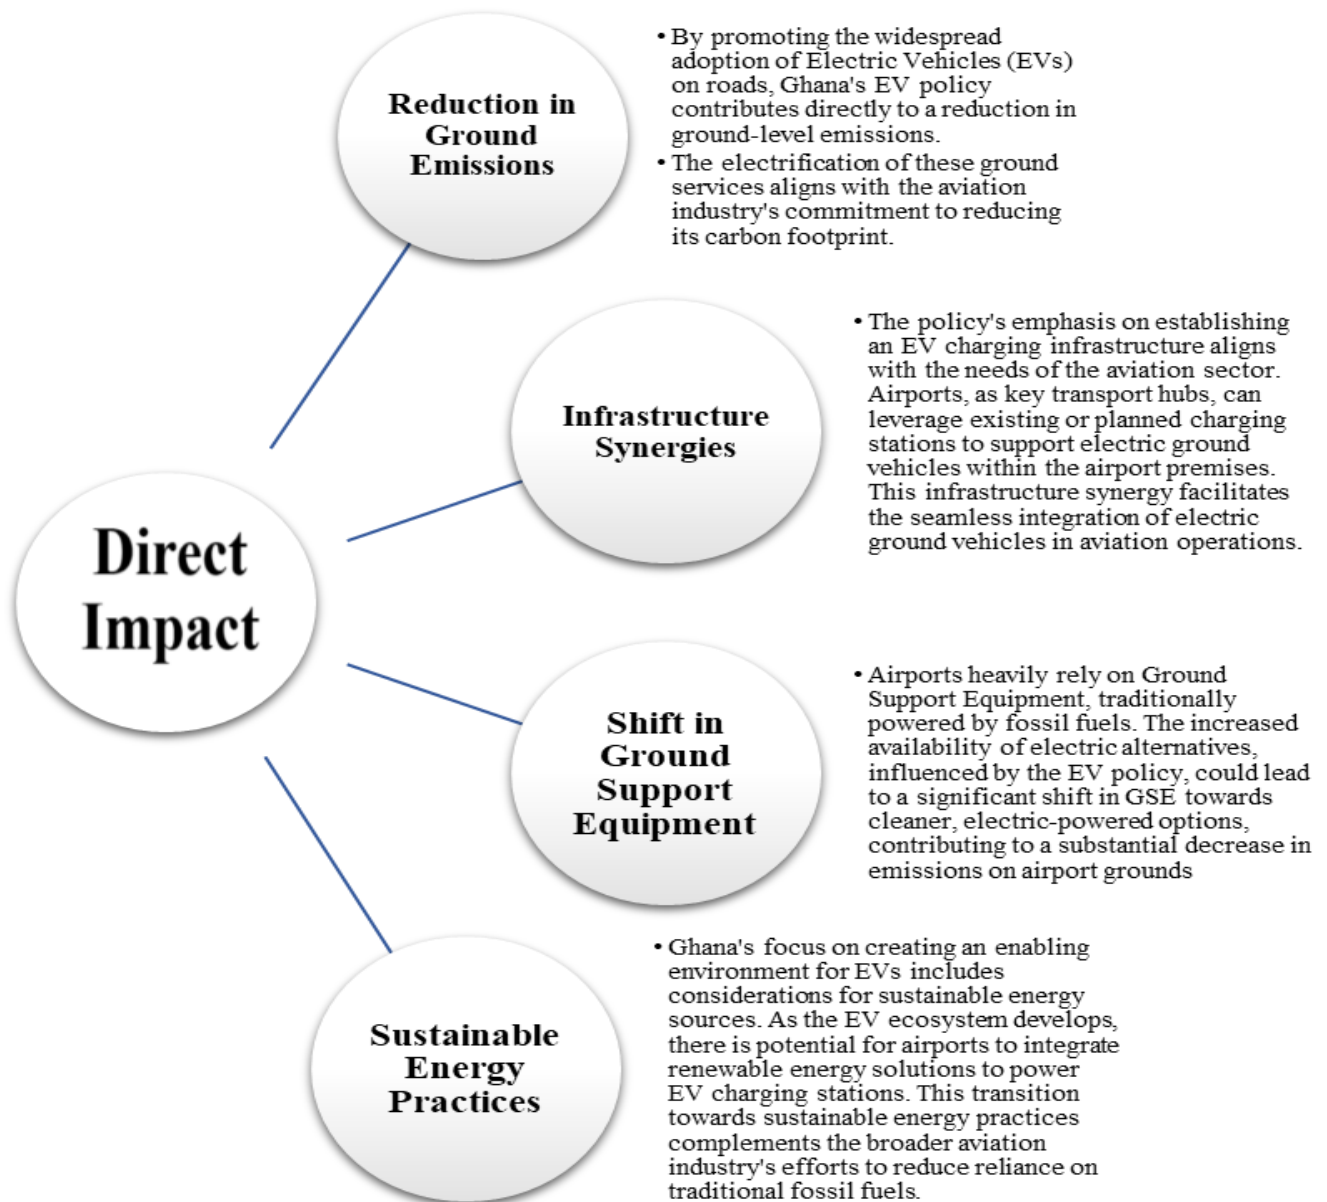 Direct
Impact
Reduction in
Ground
Emissions
• By promoting the widespread
adoption of Electric Vehicles (EVs)
on roads, Ghana's EV policy
contributes directly to a reduction in
ground-level emissions.
• The electrification of these ground
services aligns with the aviation
industry's commitment to reducing
its carbon footprint.
Infrastructure
Synergies
• The policy's emphasis on establishing
an EV charging infrastructure aligns
with the needs of the aviation sector.
Airports, as key transport hubs, can
leverage existing or planned charging
stations to support electric ground
vehicles within the airport premises.
This infrastructure synergy facilitates
the seamless integration of electric
ground vehicles in aviation operations.
Shift in
Ground
Support
Equipment
• Airports heavily rely on Ground
Support Equipment, traditionally
powered by fossil fuels. The increased
availability of electric alternatives,
influenced by the EV policy, could lead
to a significant shift in GSE towards
cleaner, electric-powered options,
contributing to a substantial decrease in
emissions on airport grounds
Sustainable
Energy
Practices
• Ghana's focus on creating an enabling
environment for EVs includes
considerations for sustainable energy
sources. As the EV ecosystem develops,
there is potential for airports to integrate
renewable energy solutions to power
EV charging stations. This transition
towards sustainable energy practices
complements the broader aviation
industry's efforts to reduce reliance on
traditional fossil fuels.